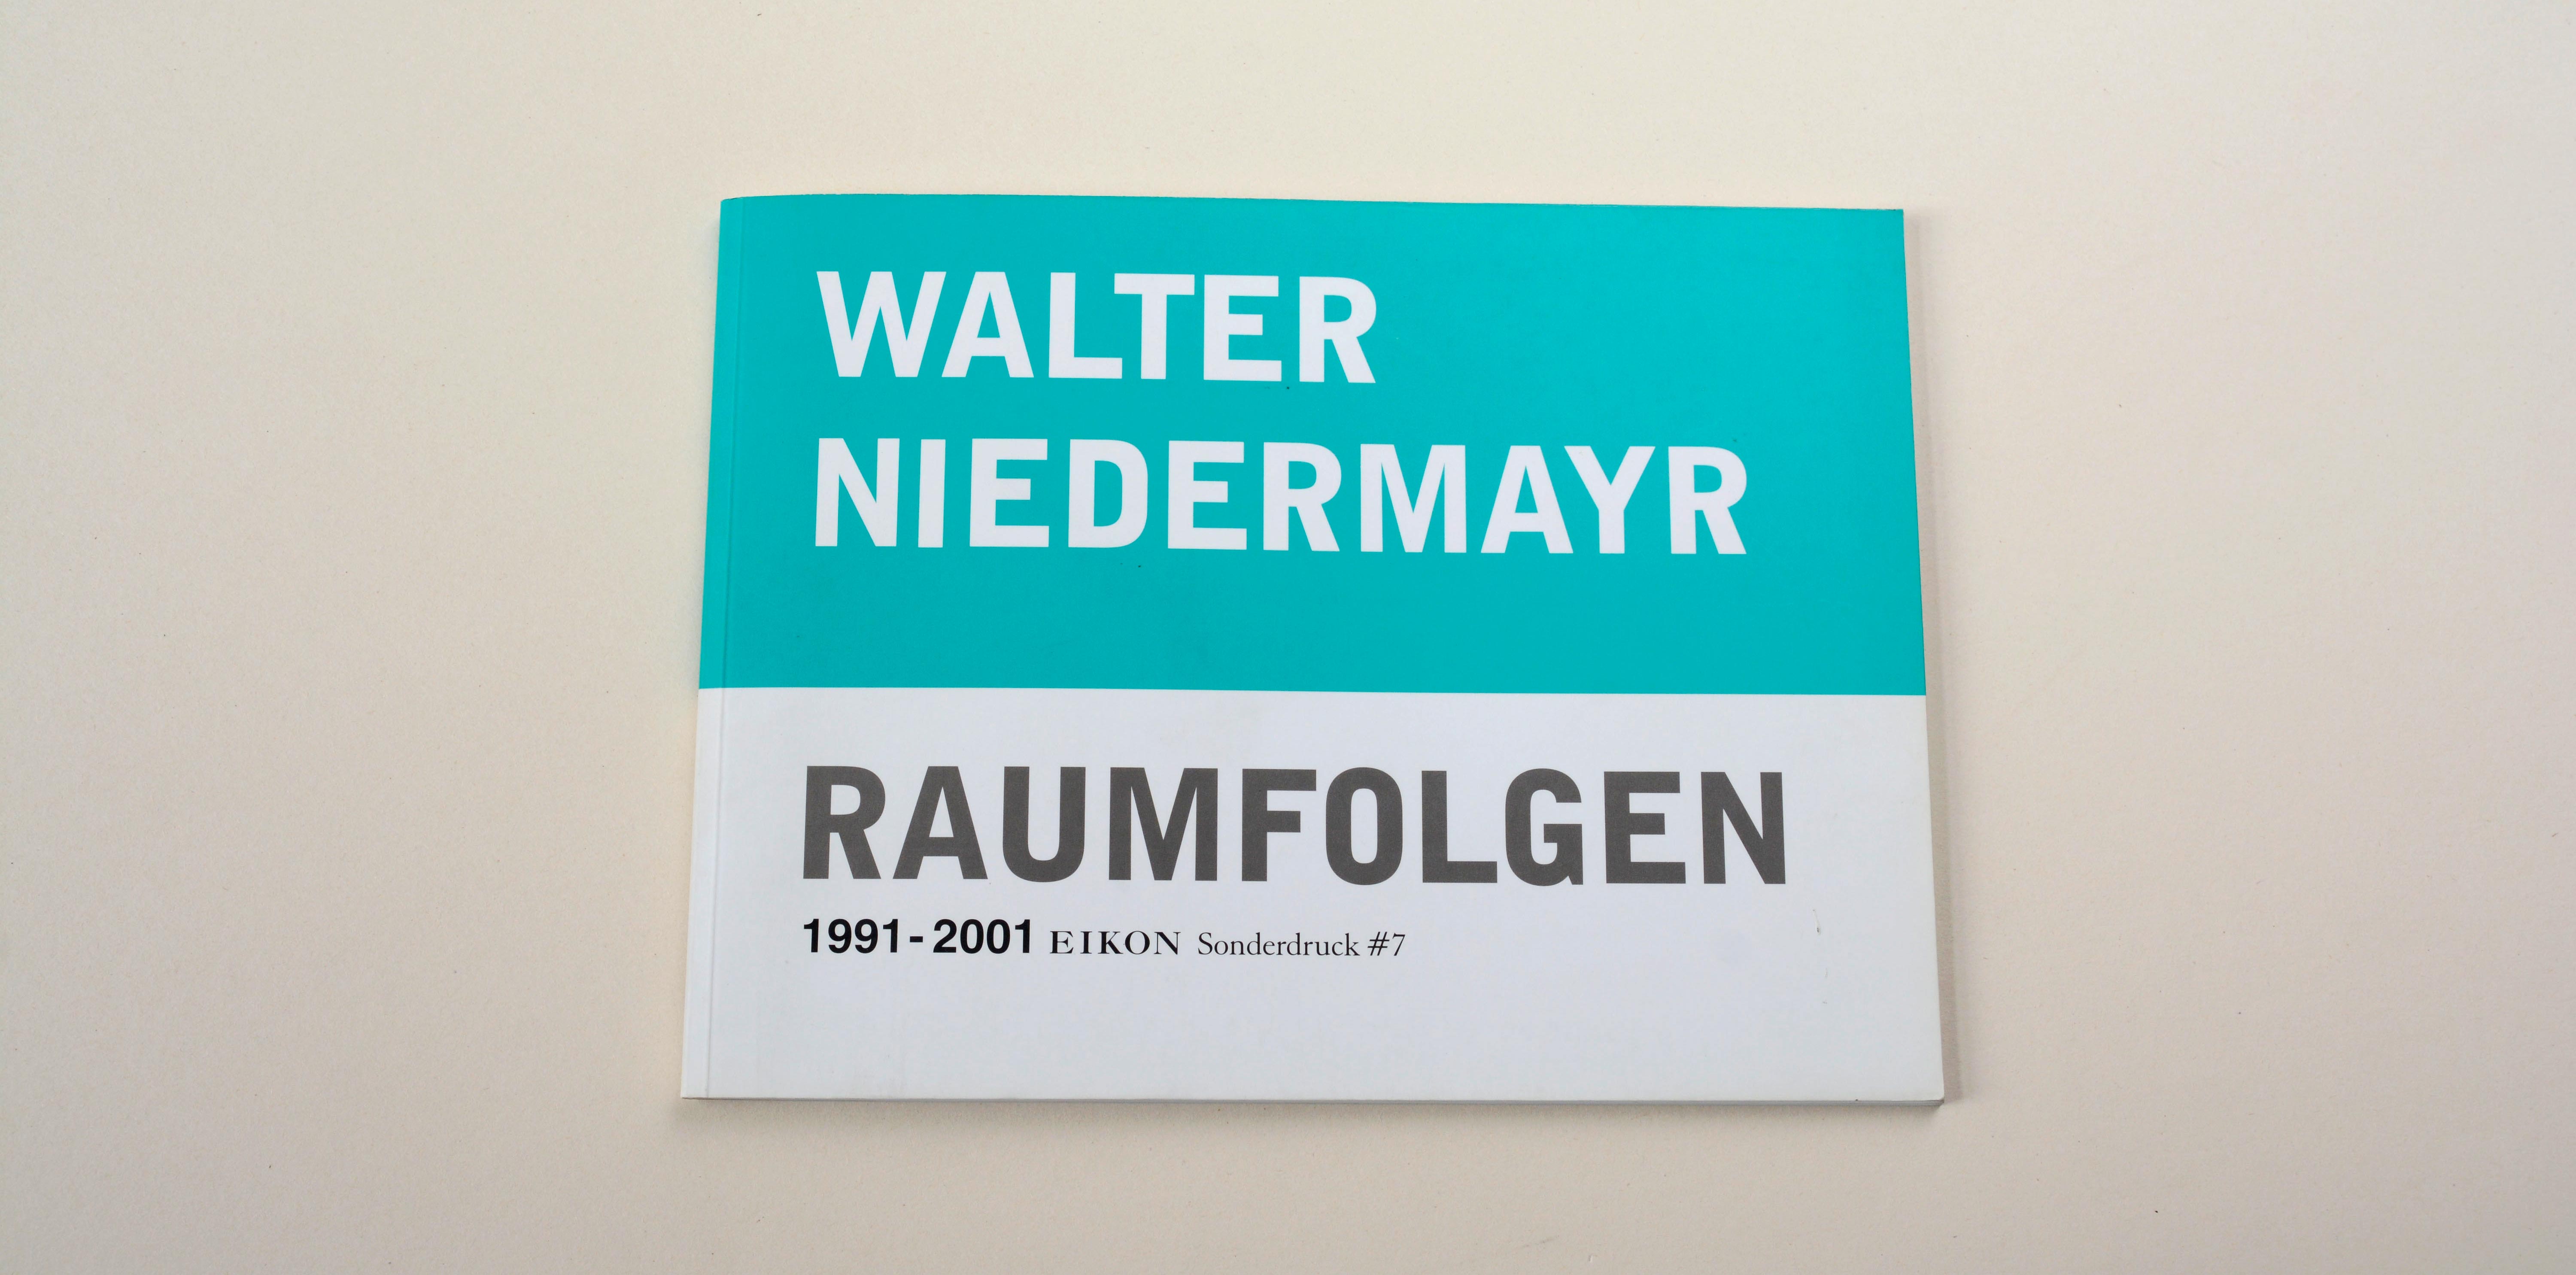 WALTER
NIEDERMAYR
RAUMFOLGEN
1991-2001 EIKON Sonderdruck #7